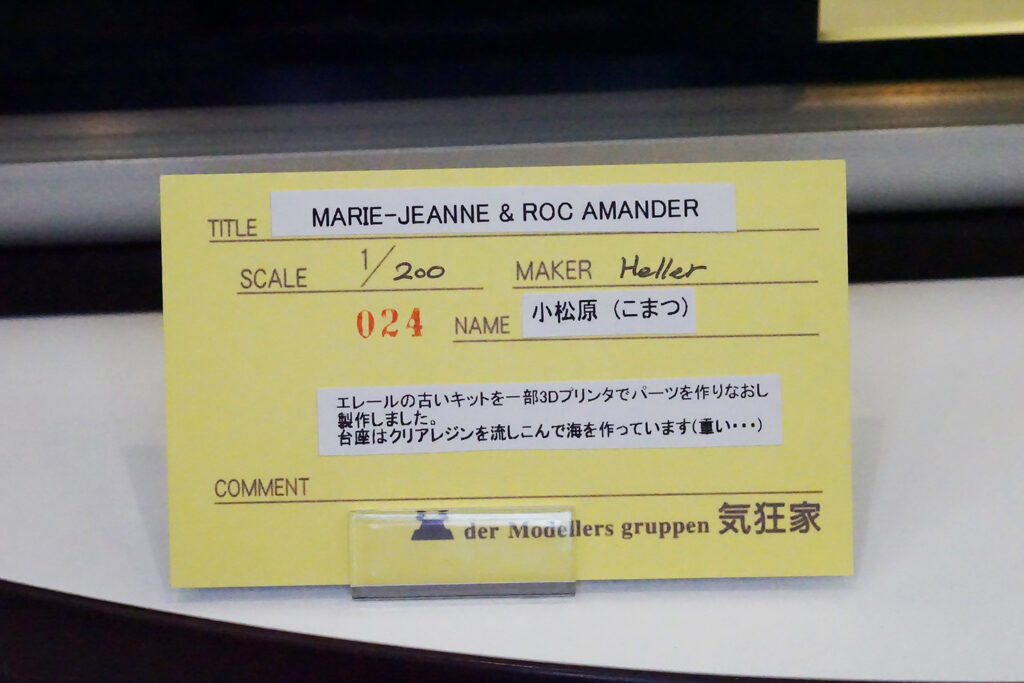 TITLE MARIE-JEANNE & ROC AMANDER
SCALE 1/200 MAKER Heller
024 NAME 小松原 (こまつ)
エレールの古いキットを一部3Dプリンタでパーツを作りなおし
製作しました。
台座はクリアレジンを流しこんで海を作っています(重い・・・)
COMMENT
der Modellers gruppen 気狂家